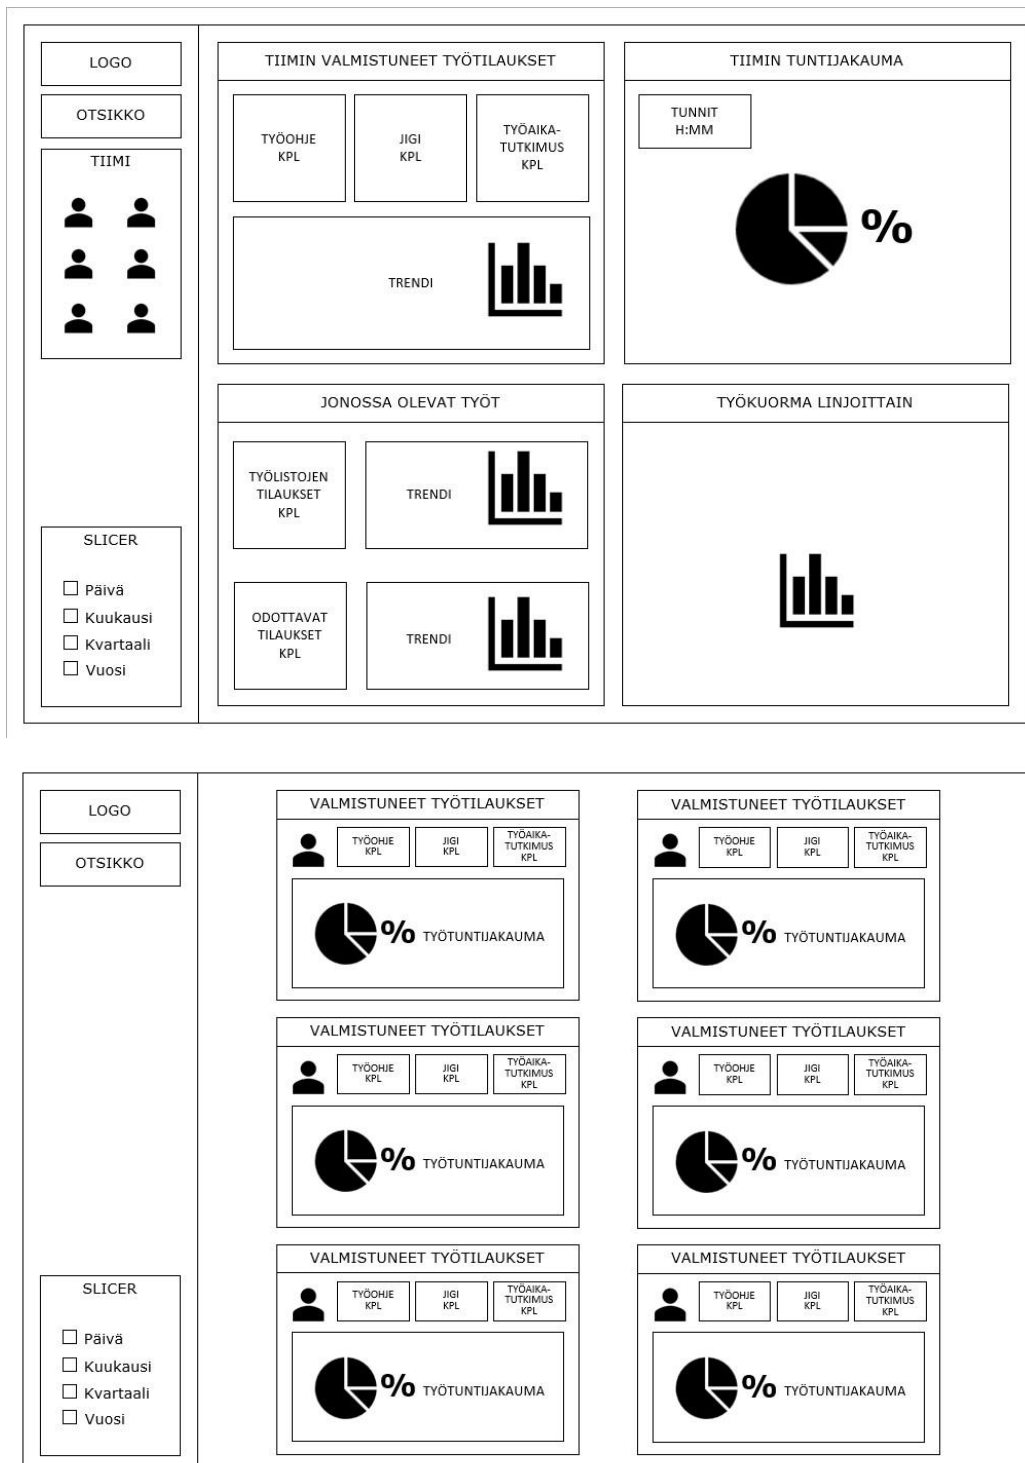 LOGO
OTSIKKO
TIIMI
SLICER
Päivä
Kuukausi
Kvartaali
Vuosi
TIIMIN VALMISTUNEET TYÖTILAUKSET
TYÖOHJE
KPL
JIGI
KPL
TYÖAIKA-
TUTKIMUS
KPL
TRENDI
TIIMIN TUNTIJAKAUMA
TUNNIT
H:MM
%
JONOSSA OLEVAT TYÖT
TYÖLISTOJEN
TILAUKSET
KPL
TRENDI
ODOTTAVAT
TILAUKSET
KPL
TRENDI
TYÖKUORMA LINJOITTAIN
LOGO
OTSIKKO
SLICER
Päivä
Kuukausi
Kvartaali
Vuosi
VALMISTUNEET TYÖTILAUKSET
TYÖOHJE
KPL
JIGI
KPL
TYÖAIKA-
TUTKIMUS
KPL
% TYÖTUNTIJAKAUMA
VALMISTUNEET TYÖTILAUKSET
TYÖOHJE
KPL
JIGI
KPL
TYÖAIKA-
TUTKIMUS
KPL
% TYÖTUNTIJAKAUMA
VALMISTUNEET TYÖTILAUKSET
TYÖOHJE
KPL
JIGI
KPL
TYÖAIKA-
TUTKIMUS
KPL
% TYÖTUNTIJAKAUMA
VALMISTUNEET TYÖTILAUKSET
TYÖOHJE
KPL
JIGI
KPL
TYÖAIKA-
TUTKIMUS
KPL
% TYÖTUNTIJAKAUMA
VALMISTUNEET TYÖTILAUKSET
TYÖOHJE
KPL
JIGI
KPL
TYÖAIKA-
TUTKIMUS
KPL
% TYÖTUNTIJAKAUMA
VALMISTUNEET TYÖTILAUKSET
TYÖOHJE
KPL
JIGI
KPL
TYÖAIKA-
TUTKIMUS
KPL
% TYÖTUNTIJAKAUMA